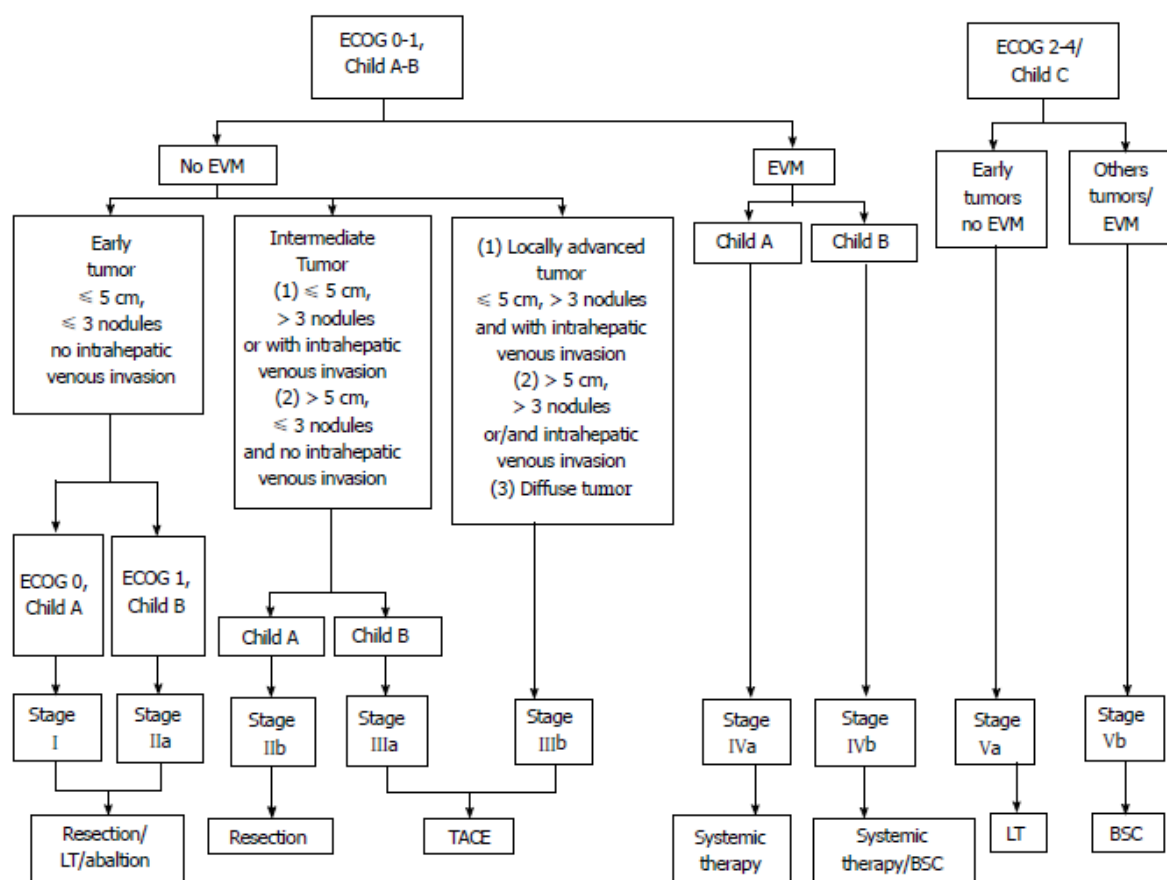 ECOG 0-1,
Child A-B
ECOG 2-4/
Child C
No EVM
EVM
Early
tumors
no EVM
Others
tumors/
EVM
Early
tumor
⩽ 5 cm,
⩽ 3 nodules
no intrahepatic
venous invasion
Intermediate
Tumor
(1) ⩽ 5 cm,
> 3 nodules
or with intrahepatic
venous invasion
(2) > 5 cm,
⩽ 3 nodules
and no intrahepatic
venous invasion
(1) Locally advanced
tumor
⩽ 5 cm, > 3 nodules
and with intrahepatic
venous invasion
(2) > 5 cm,
> 3 nodules
or/and intrahepatic
venous invasion
(3) Diffuse tumor
Child A
Child B
ECOG 0,
Child A
ECOG 1,
Child B
Child A
Child B
Stage
I
Stage
IIa
Stage
IIb
Stage
IIIa
Stage
IIIb
Stage
IVa
Stage
IVb
Stage
Va
Stage
Vb
Resection/
LT/abaltion
Resection
TACE
Systemic
therapy
Systemic
therapy/BSC
LT
BSC